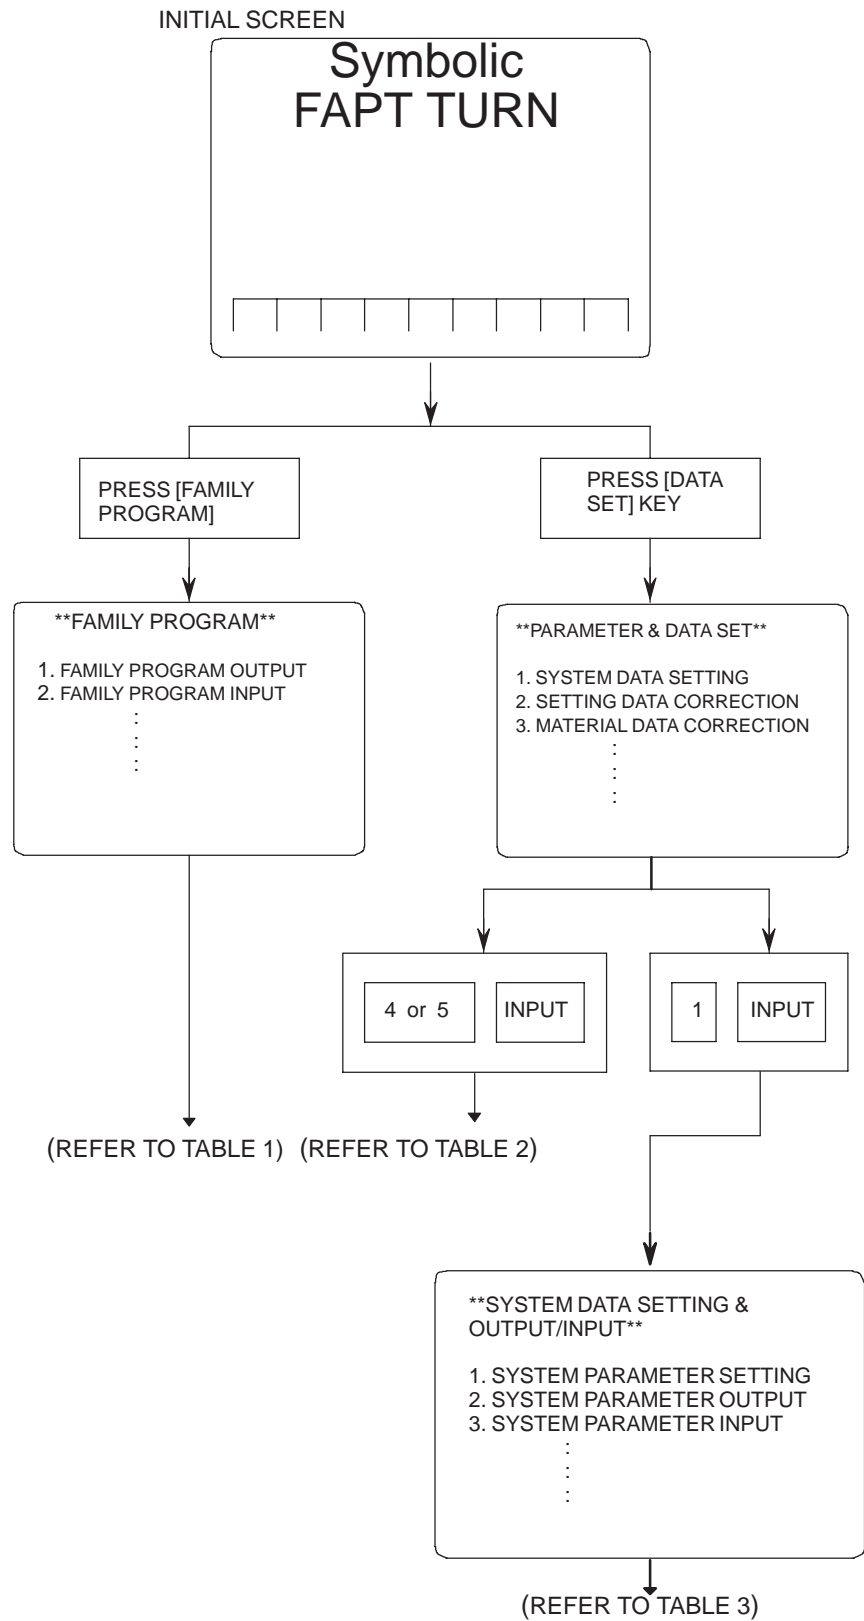 INITIAL SCREEN
Symbolic
FAPT TURN
PRESS [FAMILY
PROGRAM]
PRESS [DATA
SET] KEY
**FAMILY PROGRAM**
1. FAMILY PROGRAM OUTPUT
2. FAMILY PROGRAM INPUT
:
:
**PARAMETER & DATA SET**
1. SYSTEM DATA SETTING
2. SETTING DATA CORRECTION
3. MATERIAL DATA CORRECTION
:
:
4 or 5 INPUT
1 INPUT
(REFER TO TABLE 1) (REFER TO TABLE 2)
**SYSTEM DATA SETTING &
OUTPUT/INPUT**
1. SYSTEM PARAMETER SETTING
2. SYSTEM PARAMETER OUTPUT
3. SYSTEM PARAMETER INPUT
:
:
(REFER TO TABLE 3)